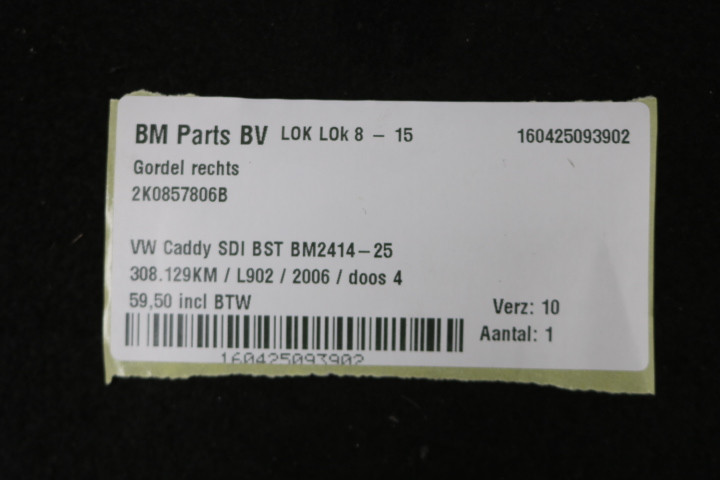 BM Parts BV LOK LOk 8 - 15 160425093902
Gordel rechts
2K0857806B
VW Caddy SDI BST BM2414-25
308.129KM / L902 / 2006 / doos 4
59,50 incl BTW Verz: 10
Aantal: 1
160425093902